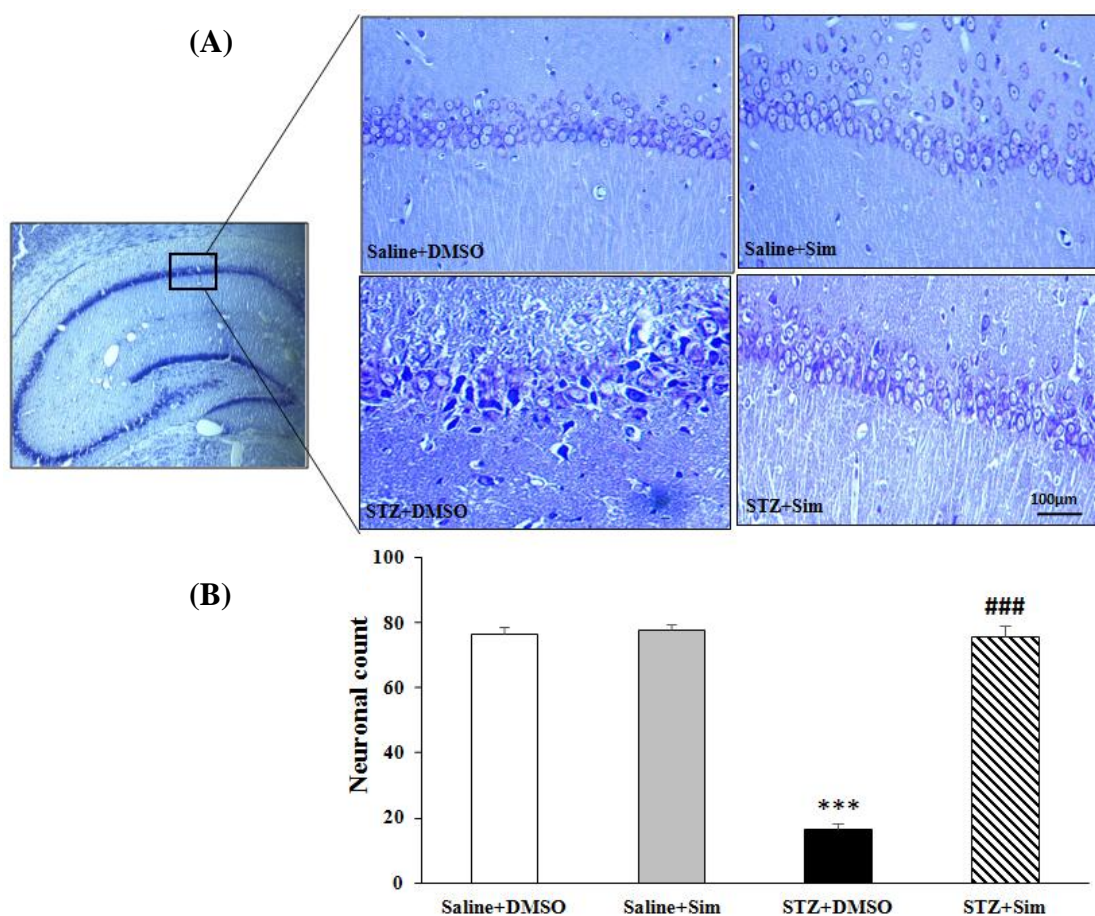 (A)
Saline+DMSO
Saline+Sim
STZ+DMSO
STZ+Sim
100µm
(B)
Neuronal count
100
80
60
40
20
0
***
###
Saline+DMSO
Saline+Sim
STZ+DMSO
STZ+Sim